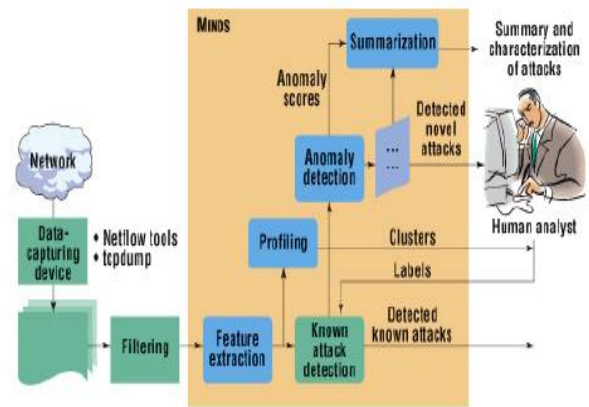 MINDS
Summarization
Summary and
characterization
of attacks
Anomaly
scores
Detected
novel
attacks
Network
Anomaly
detection
...
...
Human analyst
Data-
capturing
device
• Netflow tools
• tcpdump
Profiling
Clusters
Labels
Filtering
Feature
extraction
Known
attack
detection
Detected
known attacks